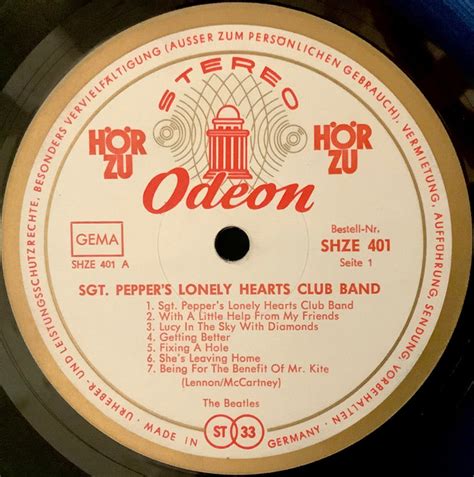 URHEBER- UND LEISTUNGSSCHUTZRECHTE, BESONDERS VERVIELFÄLTIGUNG (AUSSER ZUM PERSÖNLICHEN GEBRAUCH), VERMIETUNG, AUFFÜHRUNG, SENDUNG, VORBEHALTEN
STEREO
HÖR ZU
HÖR ZU
Odeon
GEMA
SHZE 401 A
Bestell-Nr.
SHZE 401
Seite 1
SGT. PEPPER'S LONELY HEARTS CLUB BAND
1. Sgt. Pepper's Lonely Hearts Club Band
2. With A Little Help From My Friends
3. Lucy In The Sky With Diamonds
4. Getting Better
5. Fixing A Hole
6. She's Leaving Home
7. Being For The Benefit Of Mr. Kite
(Lennon/McCartney)
The Beatles
MADE IN GERMANY
ST 33